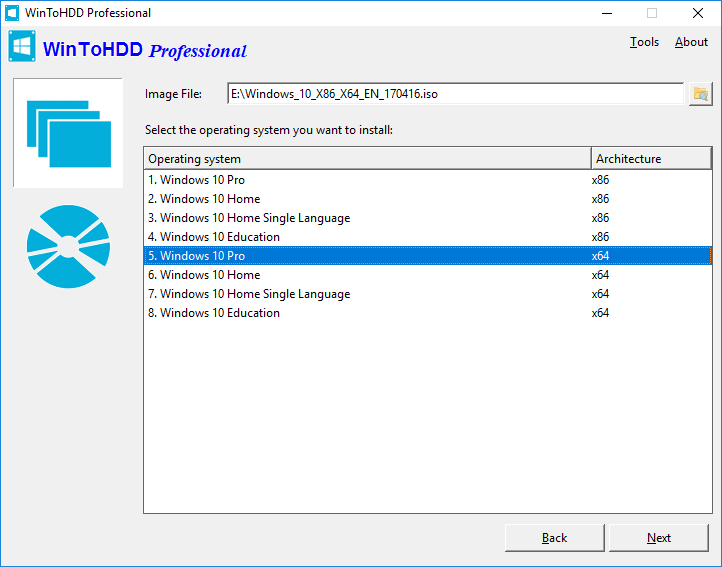 WinToHDD Professional
WinToHDD Professional
Tools About
Image File: E:\Windows_10_X86_X64_EN_170416.iso
Select the operating system you want to install:
Operating system Architecture
1. Windows 10 Pro x86
2. Windows 10 Home x86
3. Windows 10 Home Single Language x86
4. Windows 10 Education x86
5. Windows 10 Pro x64
6. Windows 10 Home x64
7. Windows 10 Home Single Language x64
8. Windows 10 Education x64
Back Next